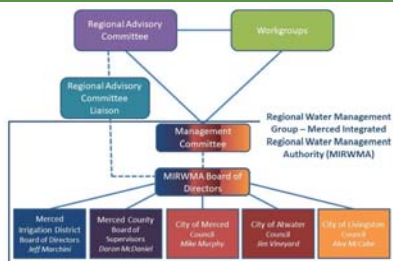 Regional Advisory
Committee
Workgroups
Regional Advisory
Committee
Liaison
Management
Committee
Regional Water Management
Group – Merced Integrated
Regional Water Management
Authority (MIRWMA)
MIRWMA Board of
Directors
Merced
Irrigation District
Board of Directors
Jeff Marchini
Merced County
Board of
Supervisors
Daron McDaniel
City of Merced
Council
Mike Murphy
City of Atwater
Council
Jim Vineyard
City of Livingston
Council
Alex McCabe